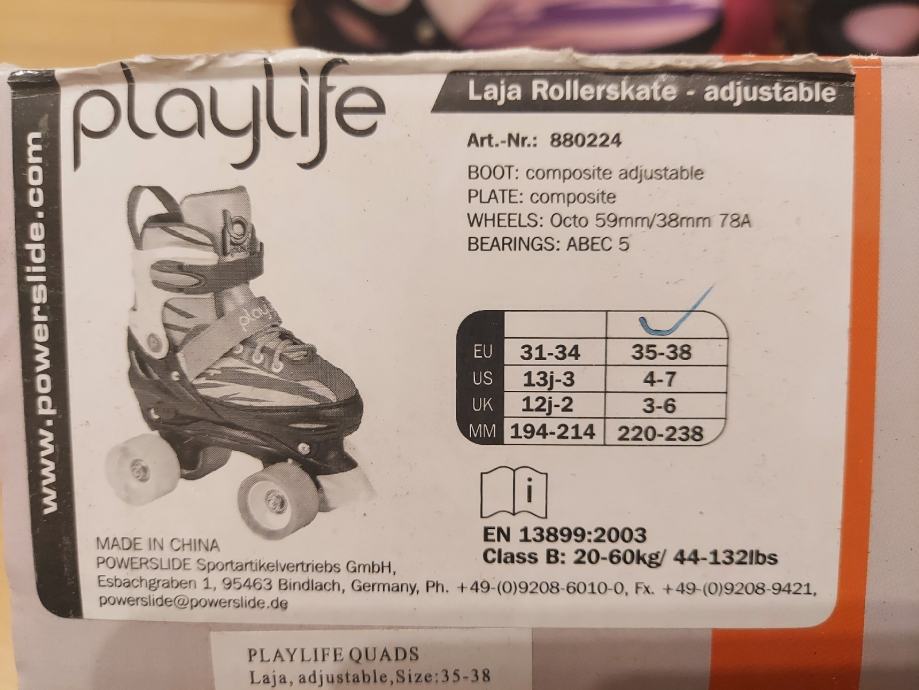 playlife
Laja Rollerskate - adjustable
Art.-Nr.: 880224
BOOT: composite adjustable
PLATE: composite
WHEELS: Octo 59mm/38mm 78A
BEARINGS: ABEC 5
www.powerslide.com
EU 31-34 35-38
US 13j-3 4-7
UK 12j-2 3-6
MM 194-214 220-238
i
EN 13899:2003
Class B: 20-60kg/ 44-132lbs
MADE IN CHINA
POWERSLIDE Sportartikelvertriebs GmbH,
Esbachgraben 1, 95463 Bindlach, Germany, Ph. +49-(0)9208-6010-0, Fx. +49-(0)9208-9421,
powerslide@powerslide.de
PLAYLIFE QUADS
Laja, adjustable,Size:35-38